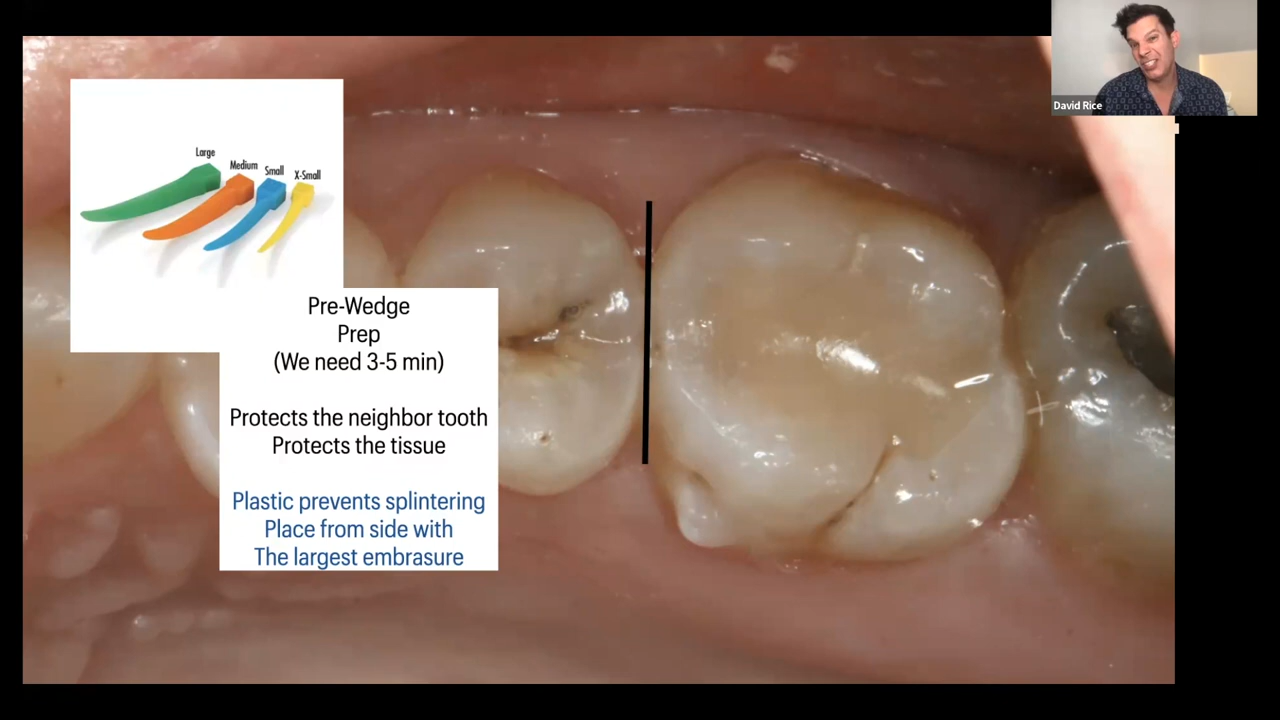 David Rice
Large
Medium
Small
X-Small
Pre-Wedge
Prep
(We need 3-5 min)
Protects the neighbor tooth
Protects the tissue
Plastic prevents splintering
Place from side with
The largest embrasure